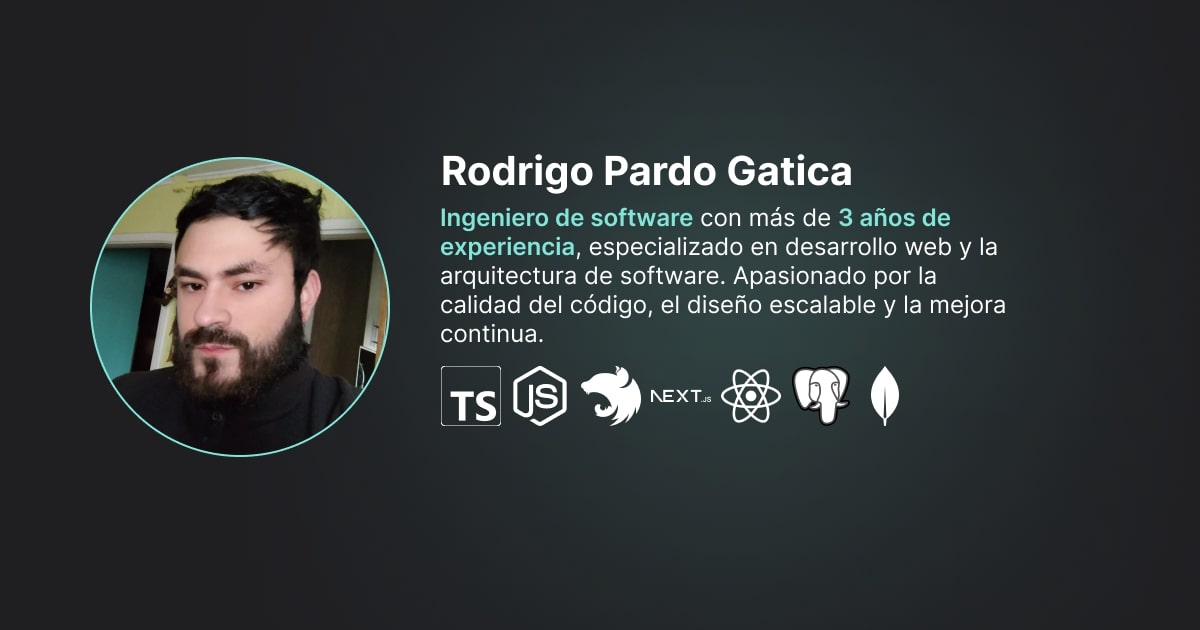 Rodrigo Pardo Gatica
Ingeniero de software con más de 3 años de
experiencia, especializado en desarrollo web y la
arquitectura de software. Apasionado por la
calidad del código, el diseño escalable y la mejora
continua.
TS JS NEXT.JS